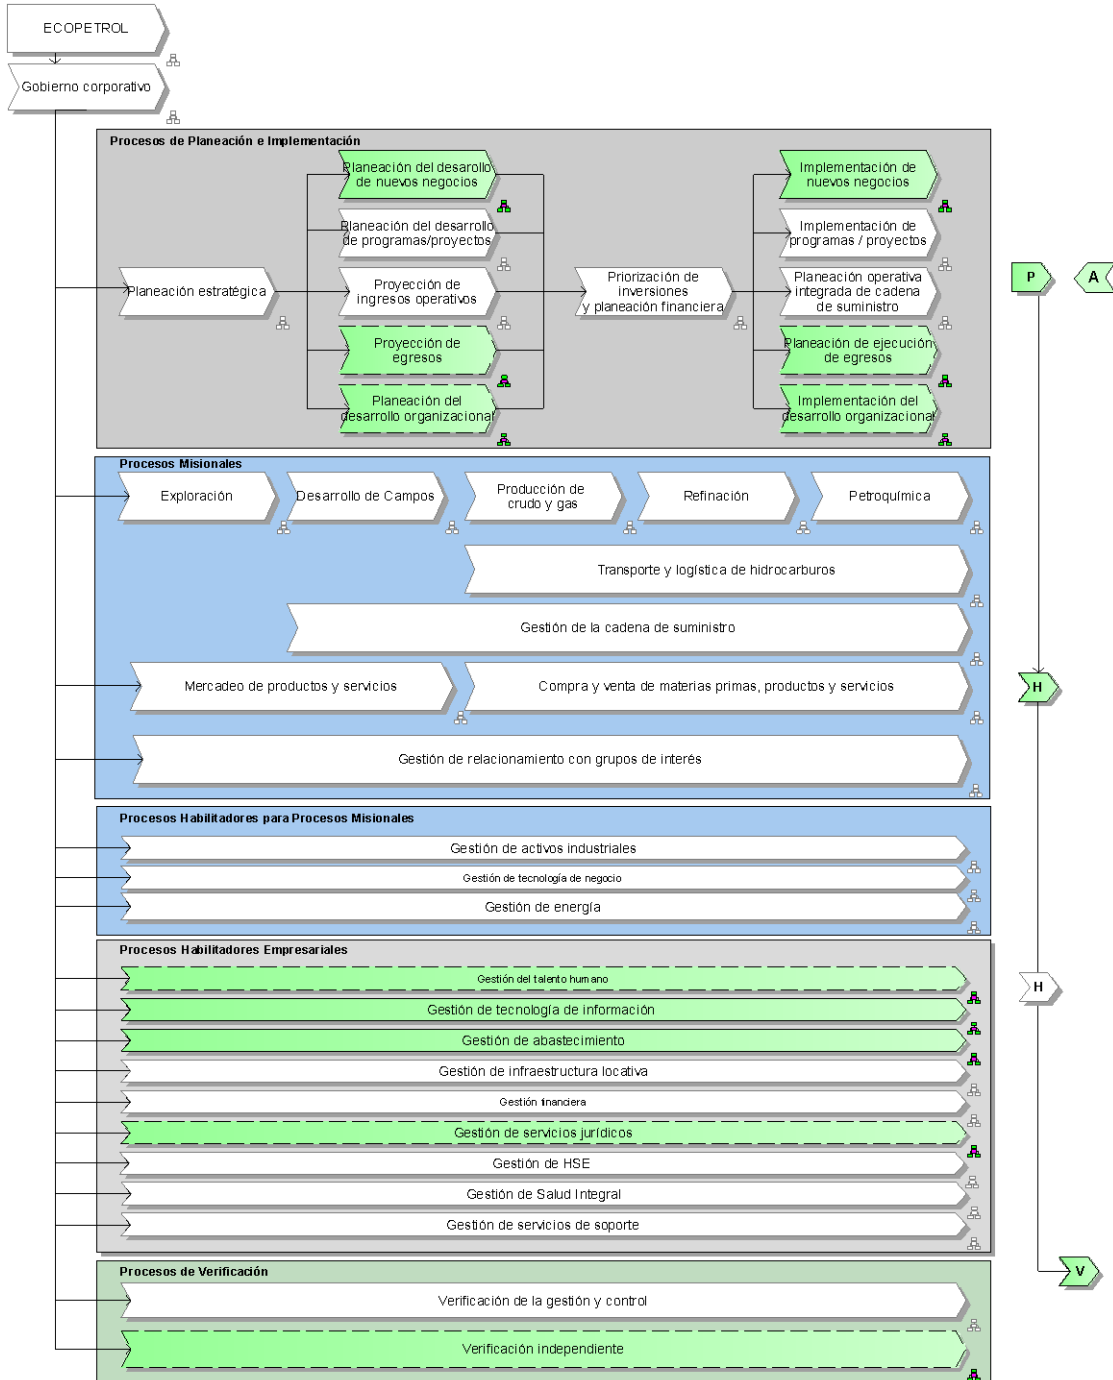 ECOPETROL
Gobierno corporativo
Procesos de Planeación e Implementación
Planeación del desarollo
de nuevos negocios
Implementación de
nuevos negocios
Planeación del desarrollo
de programas/proyectos
Implementación de
programas / proyectos
Planeación estratégica
Proyección de
ingresos operativos
Priorización de
inversiones
y planeación financiera
Planeación operativa
integrada de cadena
de suministro
P
A
Proyección de
egresos
Planeación de ejecución
de egresos
Planeación del
desarrollo organizacional
Implementación del
desarrollo organizacional
Procesos Misionales
Exploración
Desarrollo de Campos
Producción de
crudo y gas
Refinación
Petroquímica
Transporte y logística de hidrocarburos
Gestión de la cadena de suministro
Mercadeo de productos y servicios
Compra y venta de materias primas, productos y servicios
H
Gestión de relacionamiento con grupos de interés
Procesos Habilitadores para Procesos Misionales
Gestión de activos industriales
Gestión de tecnología de negocio
Gestión de energía
Procesos Habilitadores Empresariales
Gestión del talento humano
H
Gestión de tecnología de información
Gestión de abastecimiento
Gestión de infraestructura locativa
Gestión financiera
Gestión de servicios jurídicos
Gestión de HSE
Gestión de Salud Integral
Gestión de servicios de soporte
Procesos de Verificación
V
Verificación de la gestión y control
Verificación independiente